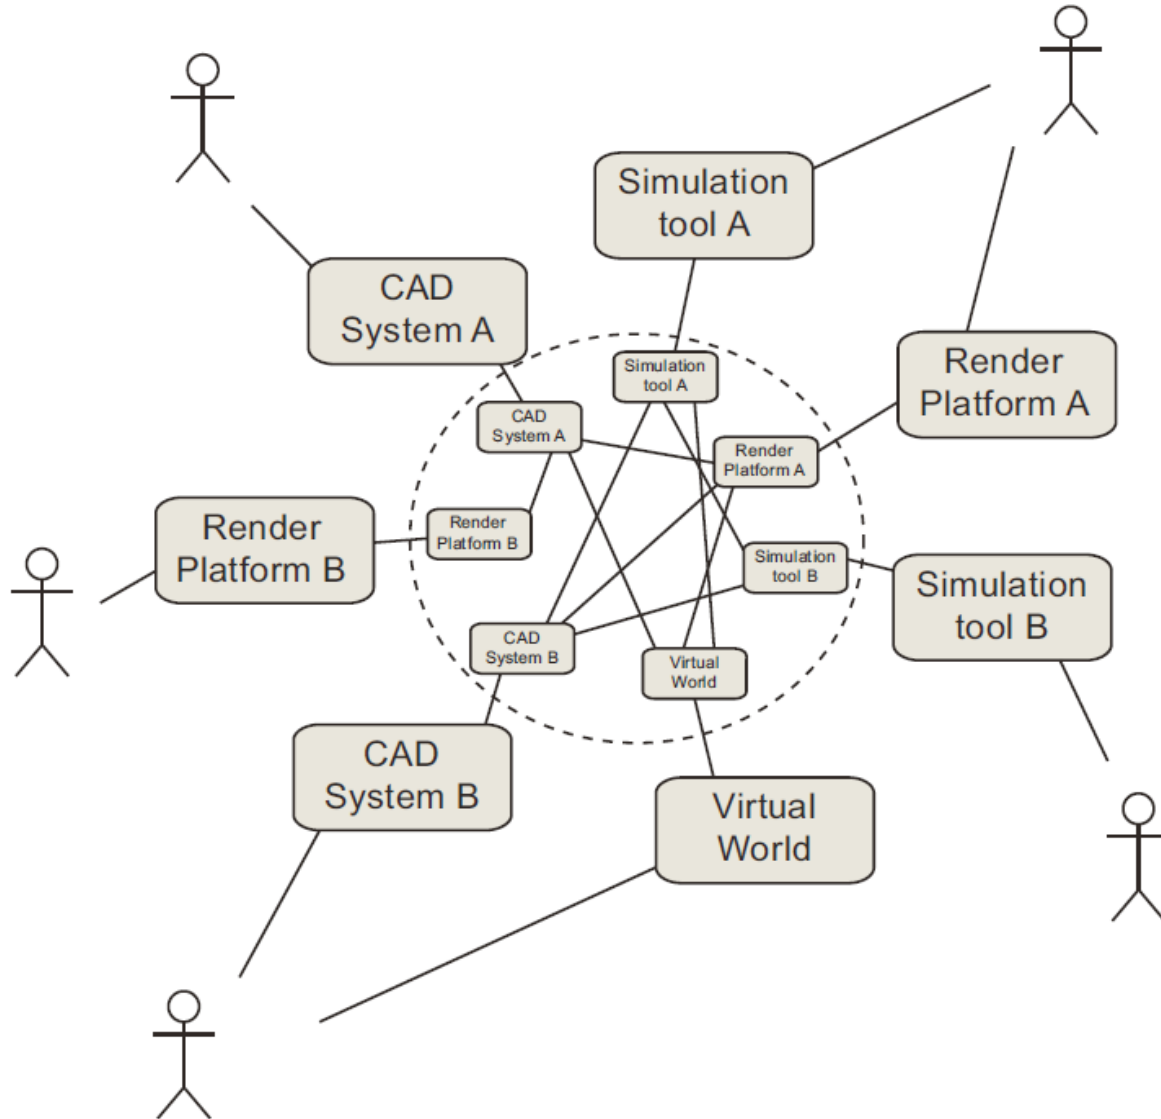 Simulation
tool A
CAD
System A
Render
Platform A
Simulation
tool A
CAD
System A
Render
Platform A
Render
Platform B
Render
Platform B
Simulation
tool B
Simulation
tool B
CAD
System B
Virtual
World
CAD
System B
Virtual
World